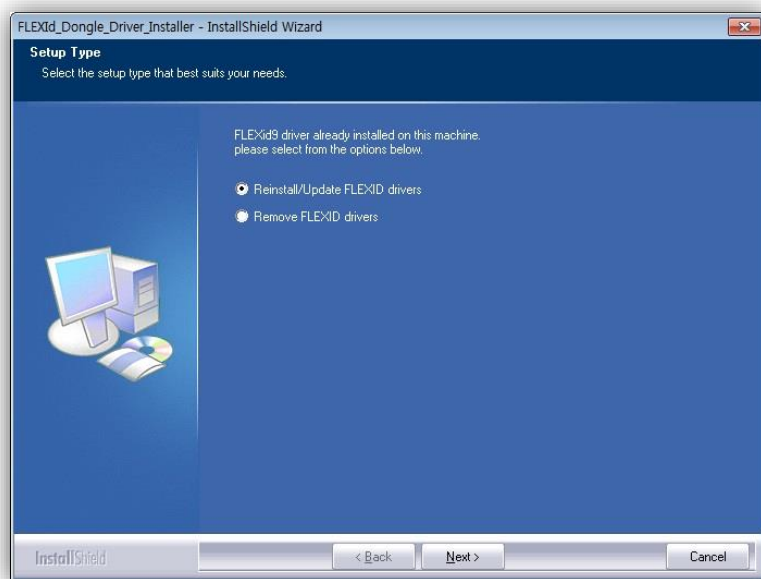 FLEXId_Dongle_Driver_Installer - InstallShield Wizard
Setup Type
Select the setup type that best suits your needs.
FLEXid9 driver already installed on this machine.
please select from the options below.
Reinstall/Update FLEXID drivers
Remove FLEXID drivers
InstallShield
< Back
Next >
Cancel